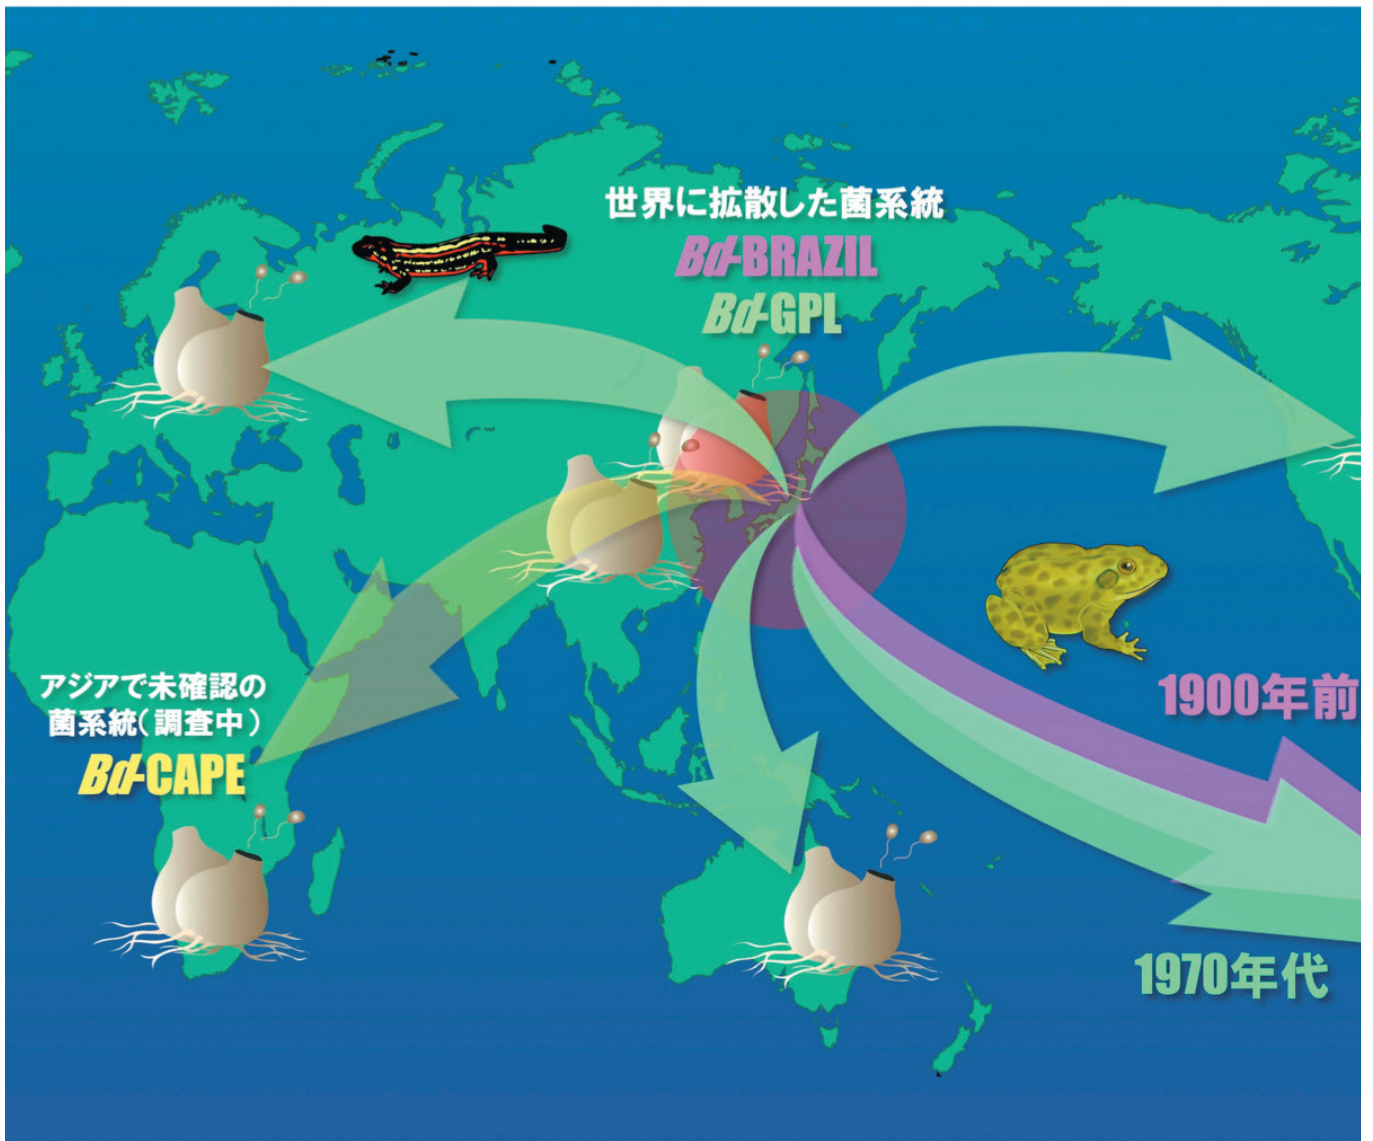 世界に拡散した菌系統
Bd-BRAZIL
Bd-GPL
アジアで未確認の
菌系統(調査中)
Bd-CAPE
1900年前
1970年代